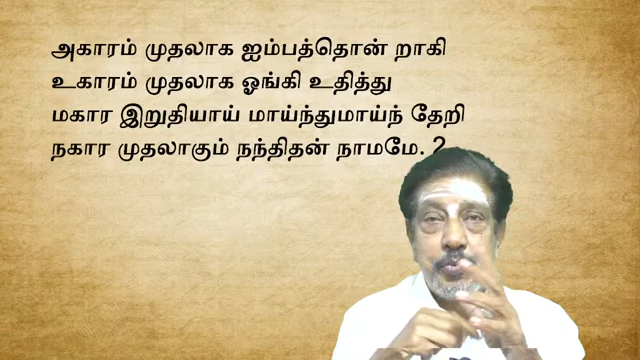 அகாரம் முதலாக ஐம்பத்தொன் றாகி
உகாரம் முதலாக ஓங்கி உதித்து
மகார இறுதியாய் மாய்ந்துமாய்ந் தேறி
நகார முதலாகும் நந்திதன் நாமமே. 2